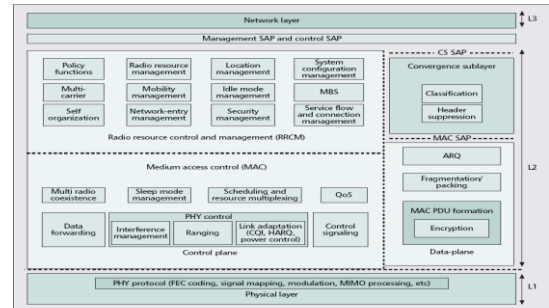 Network layer
L3
Management SAP and control SAP
Policy
functions
Radio resource
management
Location
management
System
configuration
management
Multi-
carrier
Mobility
management
Idle mode
management
MBS
Self
organization
Network-entry
management
Security
management
Service flow
and connection
management
Radio resource control and management (RRCM)
CS SAP
Convergence sublayer
Classification
Header
suppression
MAC SAP
L2
Medium access control (MAC)
Multi radio
coexistence
Sleep mode
management
Scheduling and
resource multiplexing
QoS
Data
forwarding
PHY control
Interference
management
Ranging
Link adaptation
(CQI, HARQ,
power control)
Control
signaling
Control plane
ARQ
Fragmentation/
packing
MAC PDU formation
Encryption
Data-plane
PHY protocol (FEC coding, signal mapping, modulation, MIMO processing, etc)
Physical layer
L1